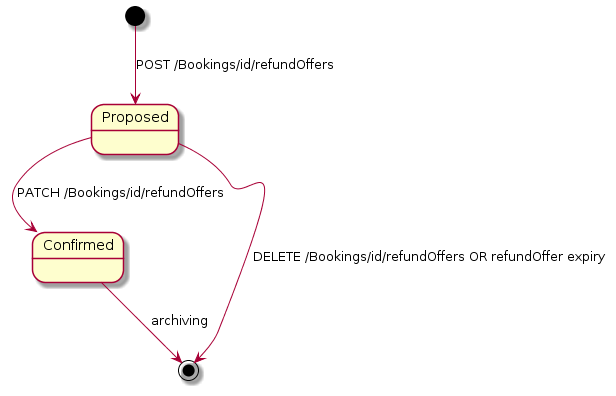 POST /Bookings/id/refundOffers
Proposed
PATCH /Bookings/id/refundOffers
Confirmed
DELETE /Bookings/id/refundOffers OR refundOffer expiry
archiving